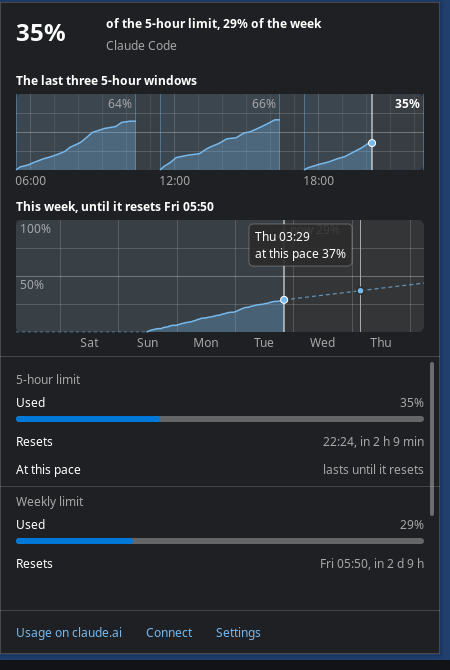 35%
of the 5-hour limit, 29% of the week
Claude Code
The last three 5-hour windows
64%
66%
35%
06:00
12:00
18:00
This week, until it resets Fri 05:50
100%
29%
Thu 03:29
at this pace 37%
50%
Sat
Sun
Mon
Tue
Wed
Thu
5-hour limit
Used
35%
Resets
22:24, in 2 h 9 min
At this pace
lasts until it resets
Weekly limit
Used
29%
Resets
Fri 05:50, in 2 d 9 h
Usage on claude.ai
Connect
Settings